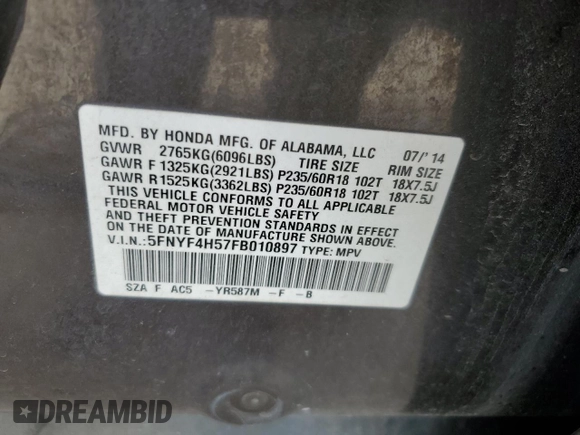 MFD. BY HONDA MFG. OF ALABAMA, LLC 07/'14
GVWR 2765KG(6096LBS) TIRE SIZE RIM SIZE
GAWR F 1325KG(2921LBS) P235/60R18 102T 18X7.5J
GAWR R 1525KG(3362LBS) P235/60R18 102T 18X7.5J
THIS VEHICLE CONFORMS TO ALL APPLICABLE
FEDERAL MOTOR VEHICLE SAFETY
AND THEFT PREVENTION STANDARDS IN EFFECT
ON THE DATE OF MANUFACTURE SHOWN ABOVE.
V.I.N.:5FNYF4H57FB010897 TYPE: MPV
SZA F AC5 -YR587M -F -B
DREAMBID